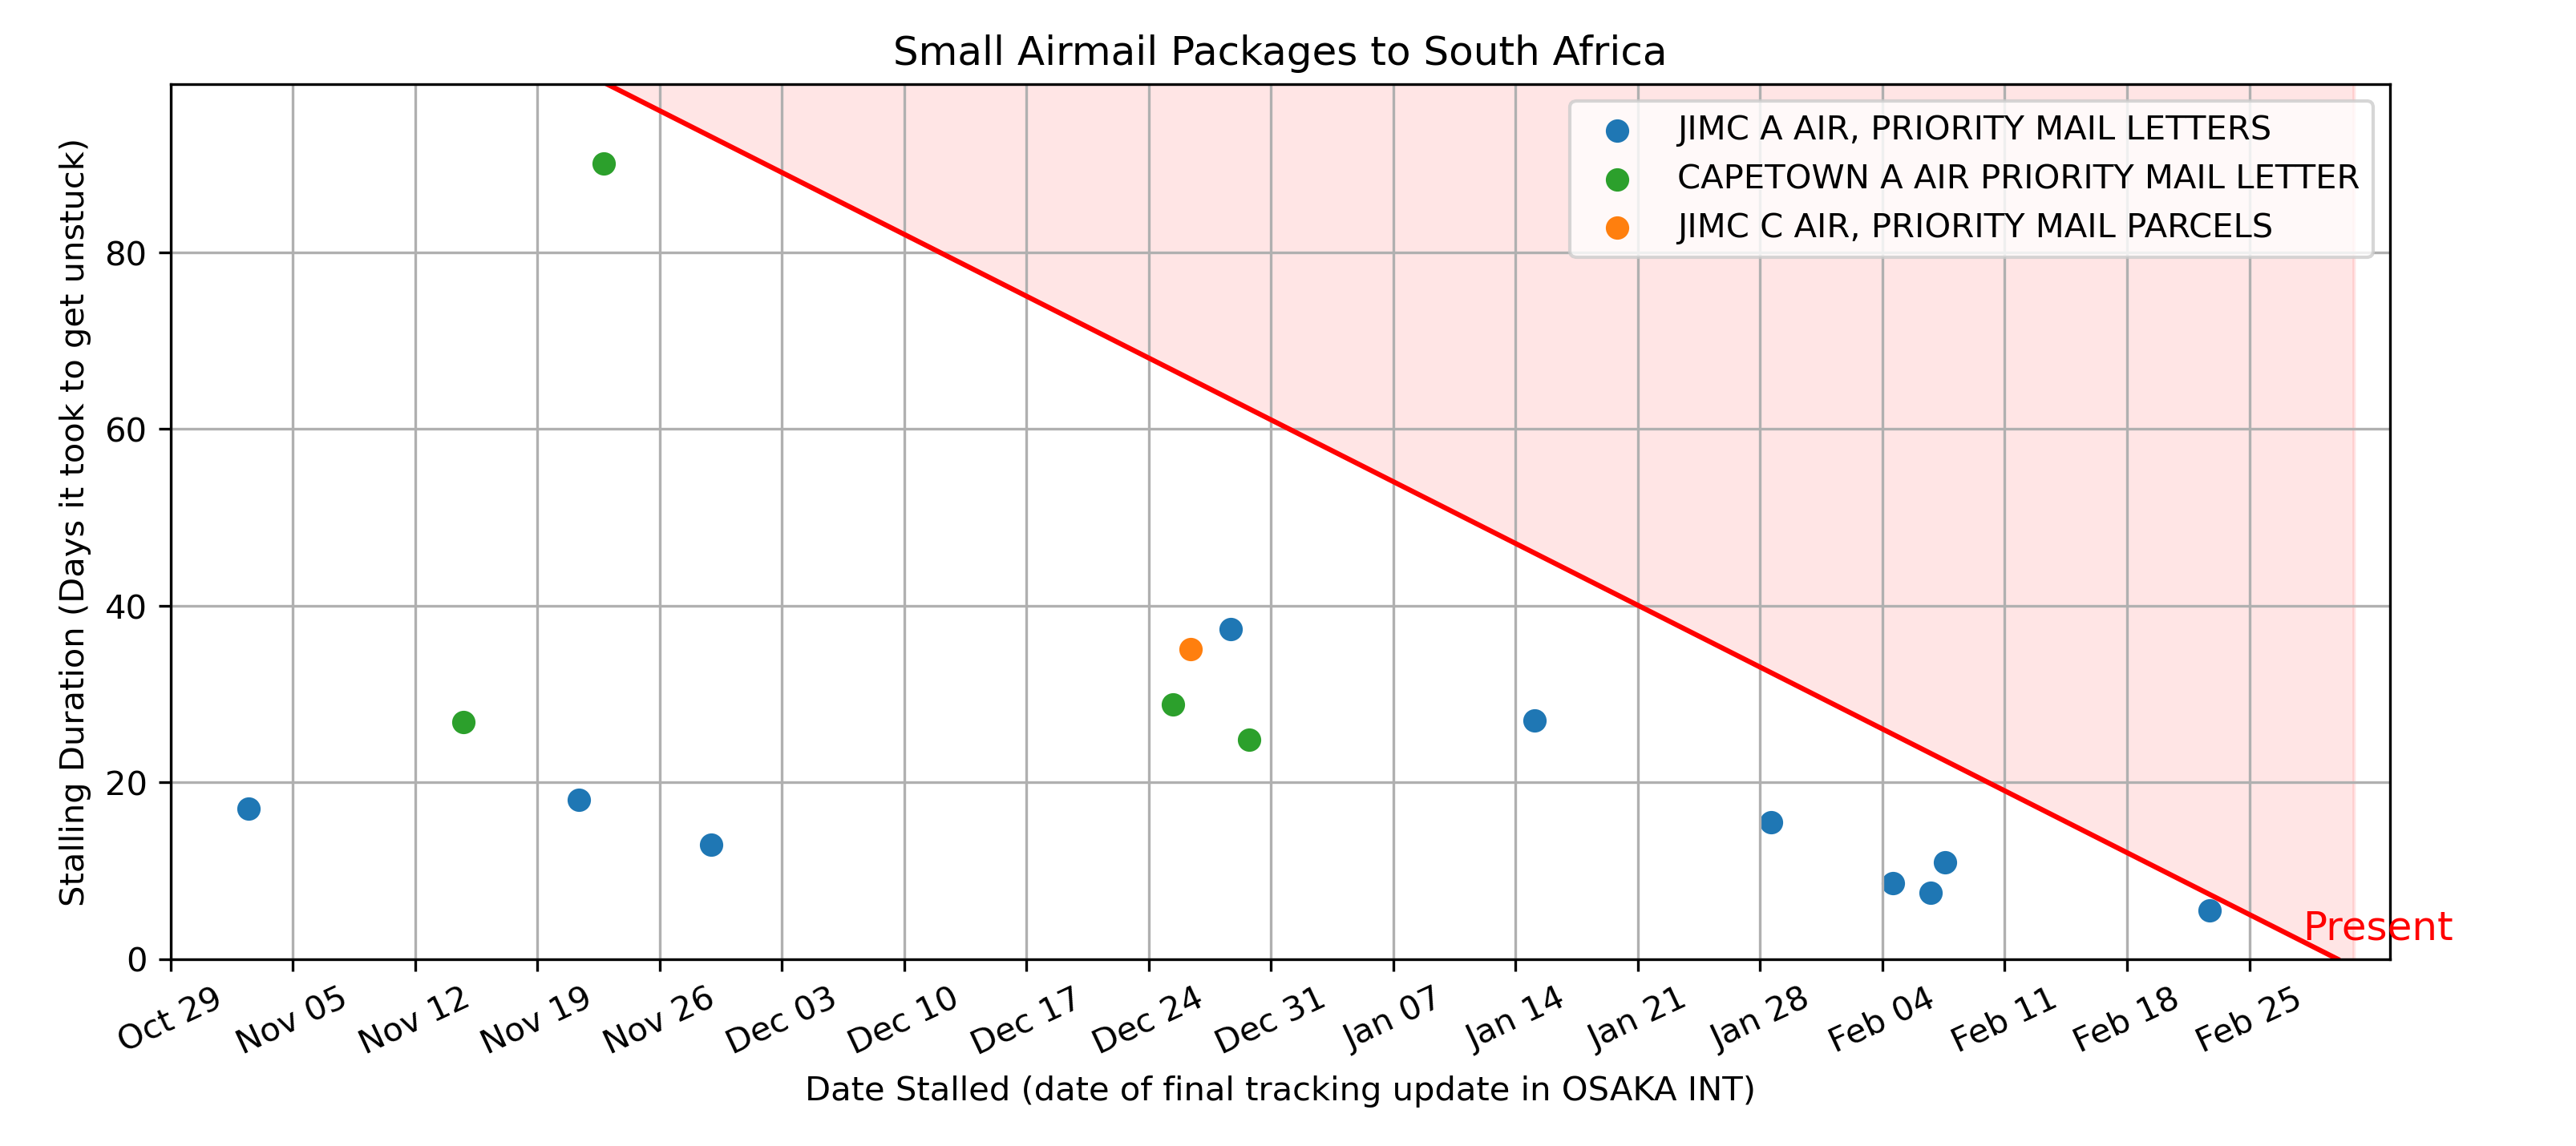 Small Airmail Packages to South Africa
JIMC A AIR, PRIORITY MAIL LETTERS
CAPETOWN A AIR PRIORITY MAIL LETTER
JIMC C AIR, PRIORITY MAIL PARCELS
Stalling Duration (Days it took to get unstuck)
80
60
40
20
0
Present
Oct 29
Nov 05
Nov 12
Nov 19
Nov 26
Dec 03
Dec 10
Dec 17
Dec 24
Dec 31
Jan 07
Jan 14
Jan 21
Jan 28
Feb 04
Feb 11
Feb 18
Feb 25
Date Stalled (date of final tracking update in OSAKA INT)